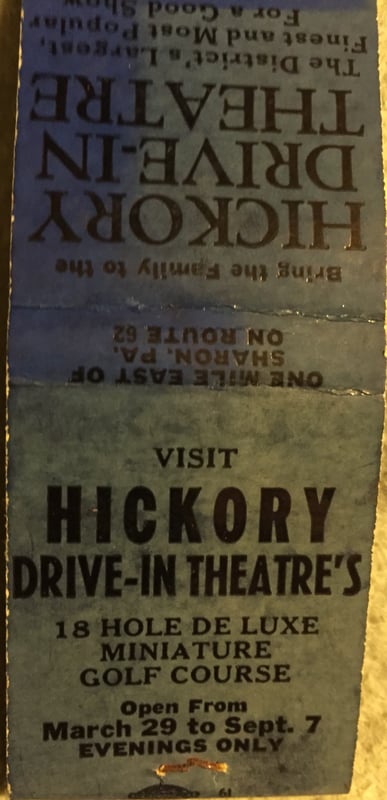 Bring the Family to the
HICKORY
DRIVE-IN
THEATRE
The District's Largest,
Finest and Most Popular
For a Good Show
ONE MILE EAST OF
SHARON, PA.
ON ROUTE 62
VISIT
HICKORY
DRIVE-IN THEATRE'S
18 HOLE DE LUXE
MINIATURE
GOLF COURSE
Open From
March 29 to Sept. 7
EVENINGS ONLY